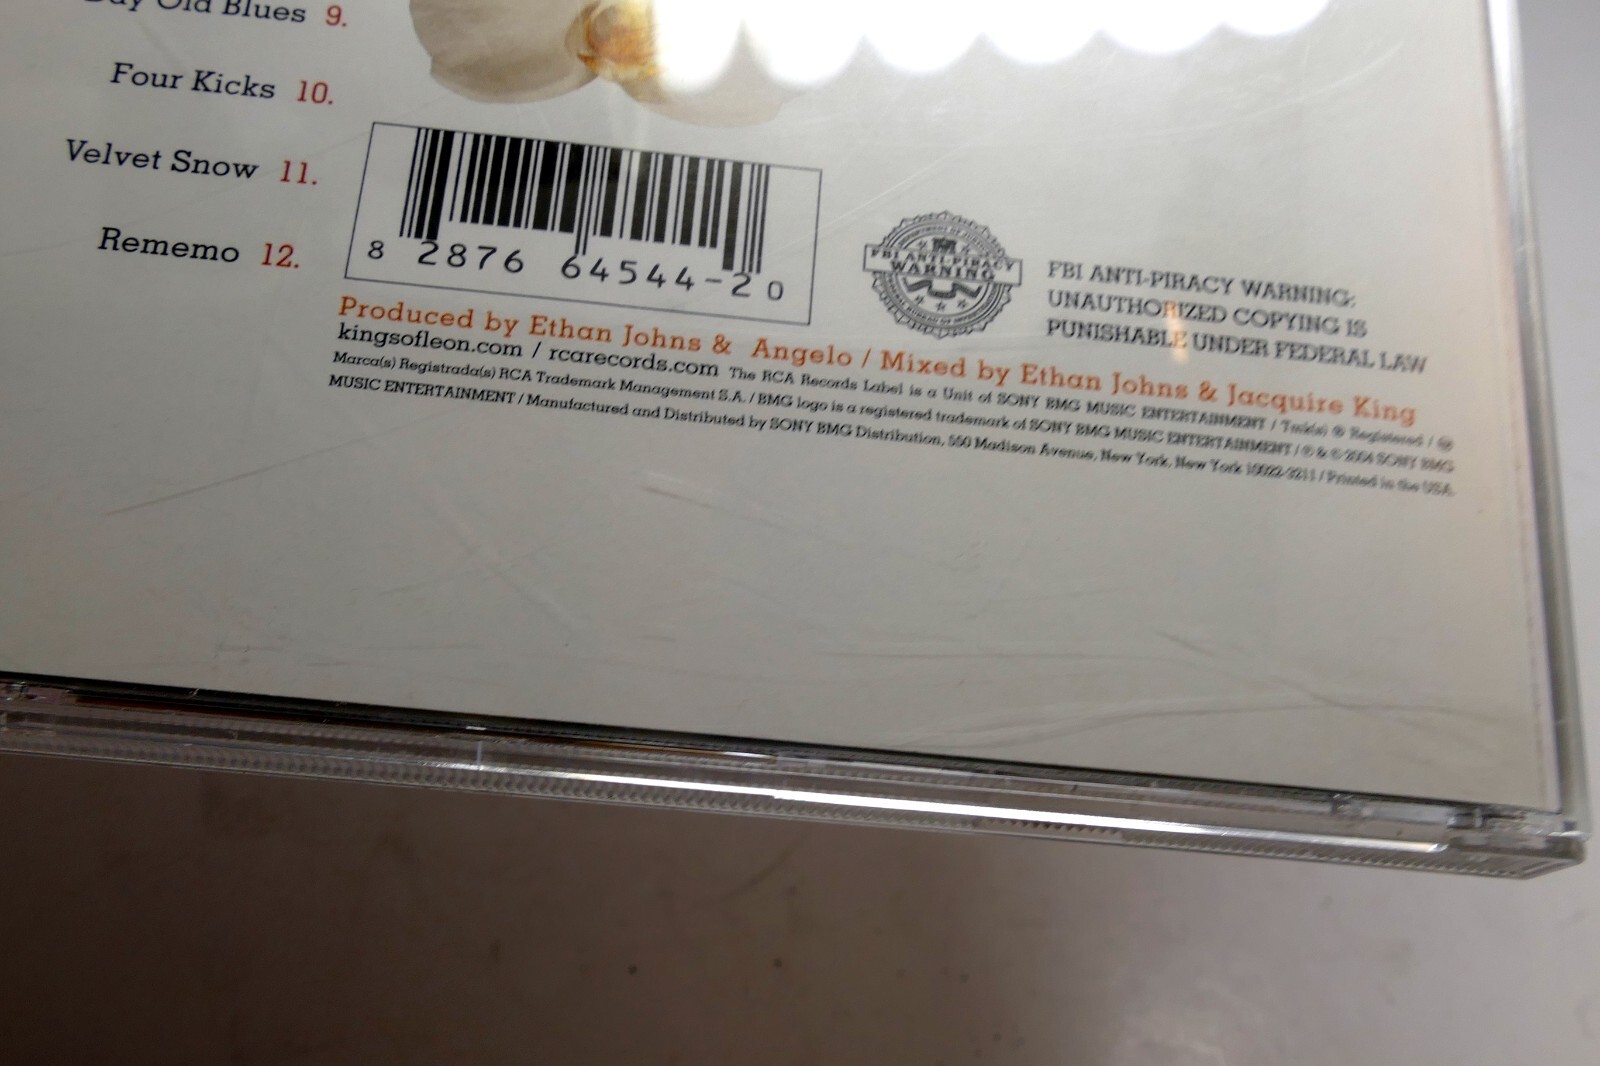 Day Old Blues 9.
Four Kicks 10.
Velvet Snow 11.
Rememo 12.
8 2876 64544-2 0
FBI ANTI-PIRACY
WARNING
FBI ANTI-PIRACY WARNING:
UNAUTHORIZED COPYING IS
PUNISHABLE UNDER FEDERAL LAW
Produced by Ethan Johns & Angelo / Mixed by Ethan Johns & Jacquire King
kingsofleon.com / rcarecords.com The RCA Records Label is a Unit of SONY BMG MUSIC ENTERTAINMENT / Tmk(s) ® Registered / ®
Marca(s) Registrada(s) RCA Trademark Management S.A. / BMG logo is a registered trademark of SONY BMG MUSIC ENTERTAINMENT / ℗ & © 2004 SONY BMG
MUSIC ENTERTAINMENT / Manufactured and Distributed by SONY BMG Distribution, 550 Madison Avenue, New York, New York 10022-3211 / Printed in the USA